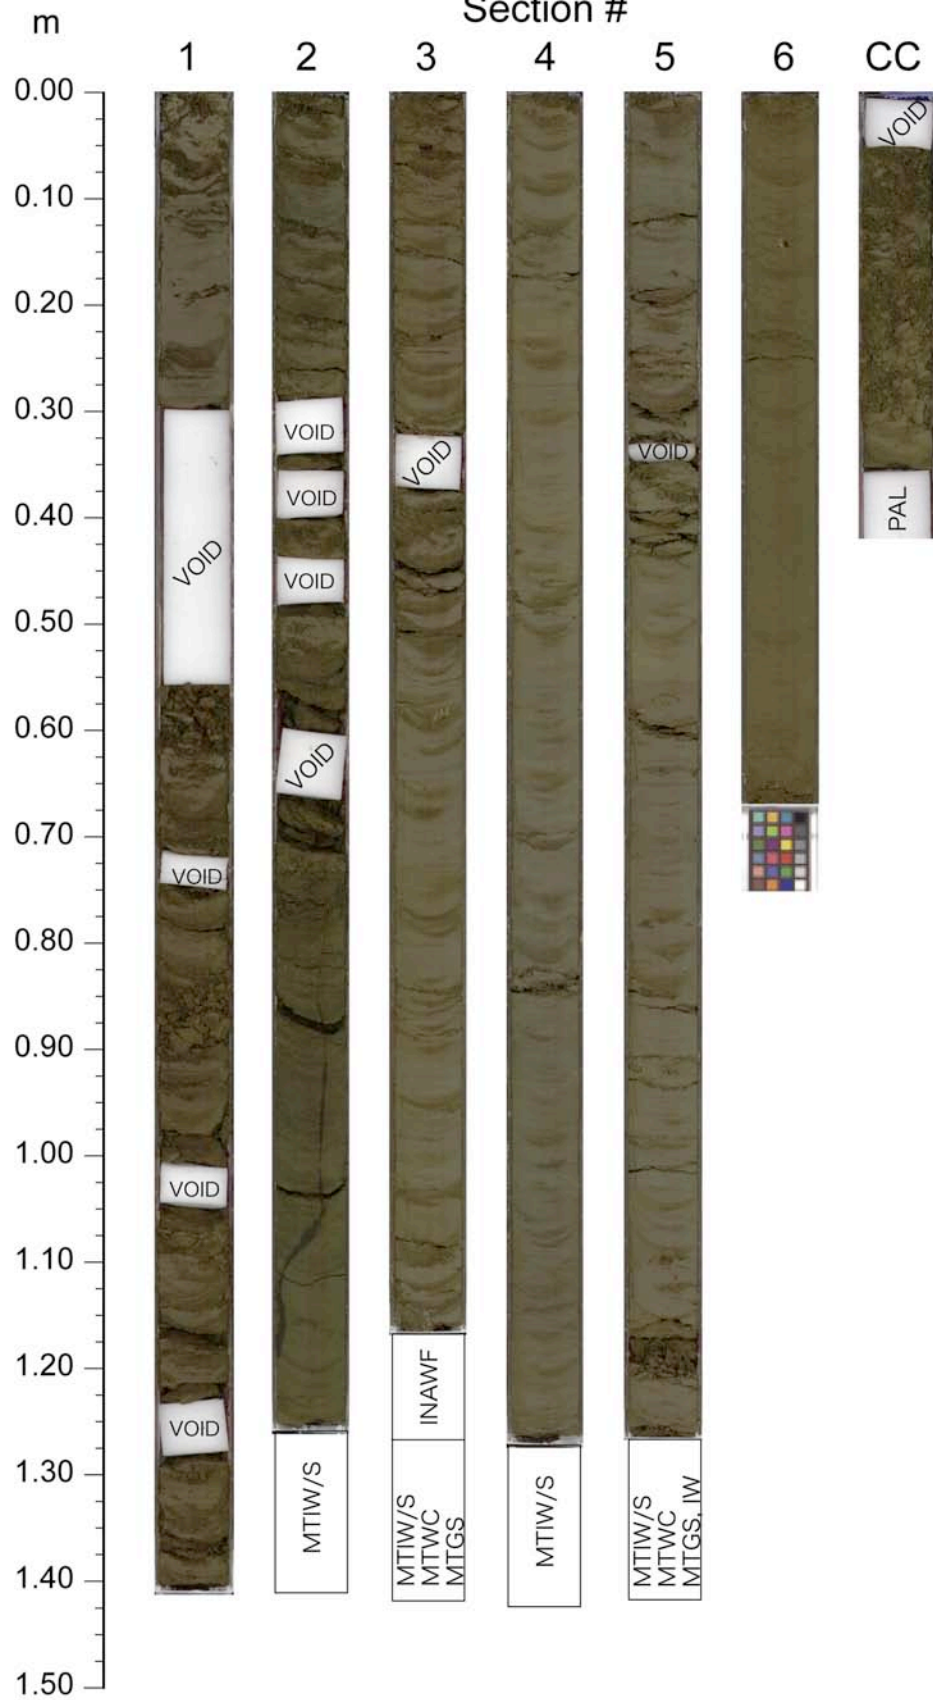 Section #
m
1 2 3 4 5 6 CC
0.00
VOID
0.10
0.20
0.30
VOID
VOID
VOID
VOID
0.40
VOID
PAL
VOID
VOID
0.50
0.60
VOID
0.70
VOID
0.80
0.90
1.00
VOID
1.10
1.20
INAWF
VOID
1.30
MTIW/S
MTIW/S
MTWC
MTGS
MTIW/S
MTIW/S
MTWC
MTGS, IW
1.40
1.50